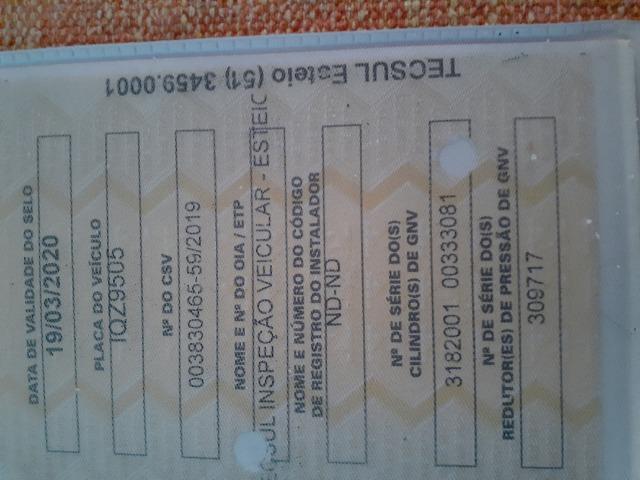 DATA DE VALIDADE DO SELO
19/03/2020
PLACA DO VEÍCULO
IQZ9505
Nº DO CSV
003830465-59/2019
NOME E Nº DO OIA / ETP
INSPEÇÃO VEICULAR - ESTEIO
NOME E NÚMERO DO CÓDIGO
DE REGISTRO DO INSTALADOR
ND-ND
Nº DE SÉRIE DO(S)
CILINDRO(S) DE GNV
3182001 00333081
Nº DE SÉRIE DO(S)
REDUTOR(ES) DE PRESSÃO DE GNV
309717
TECSUL Esteio (51) 3459.0001